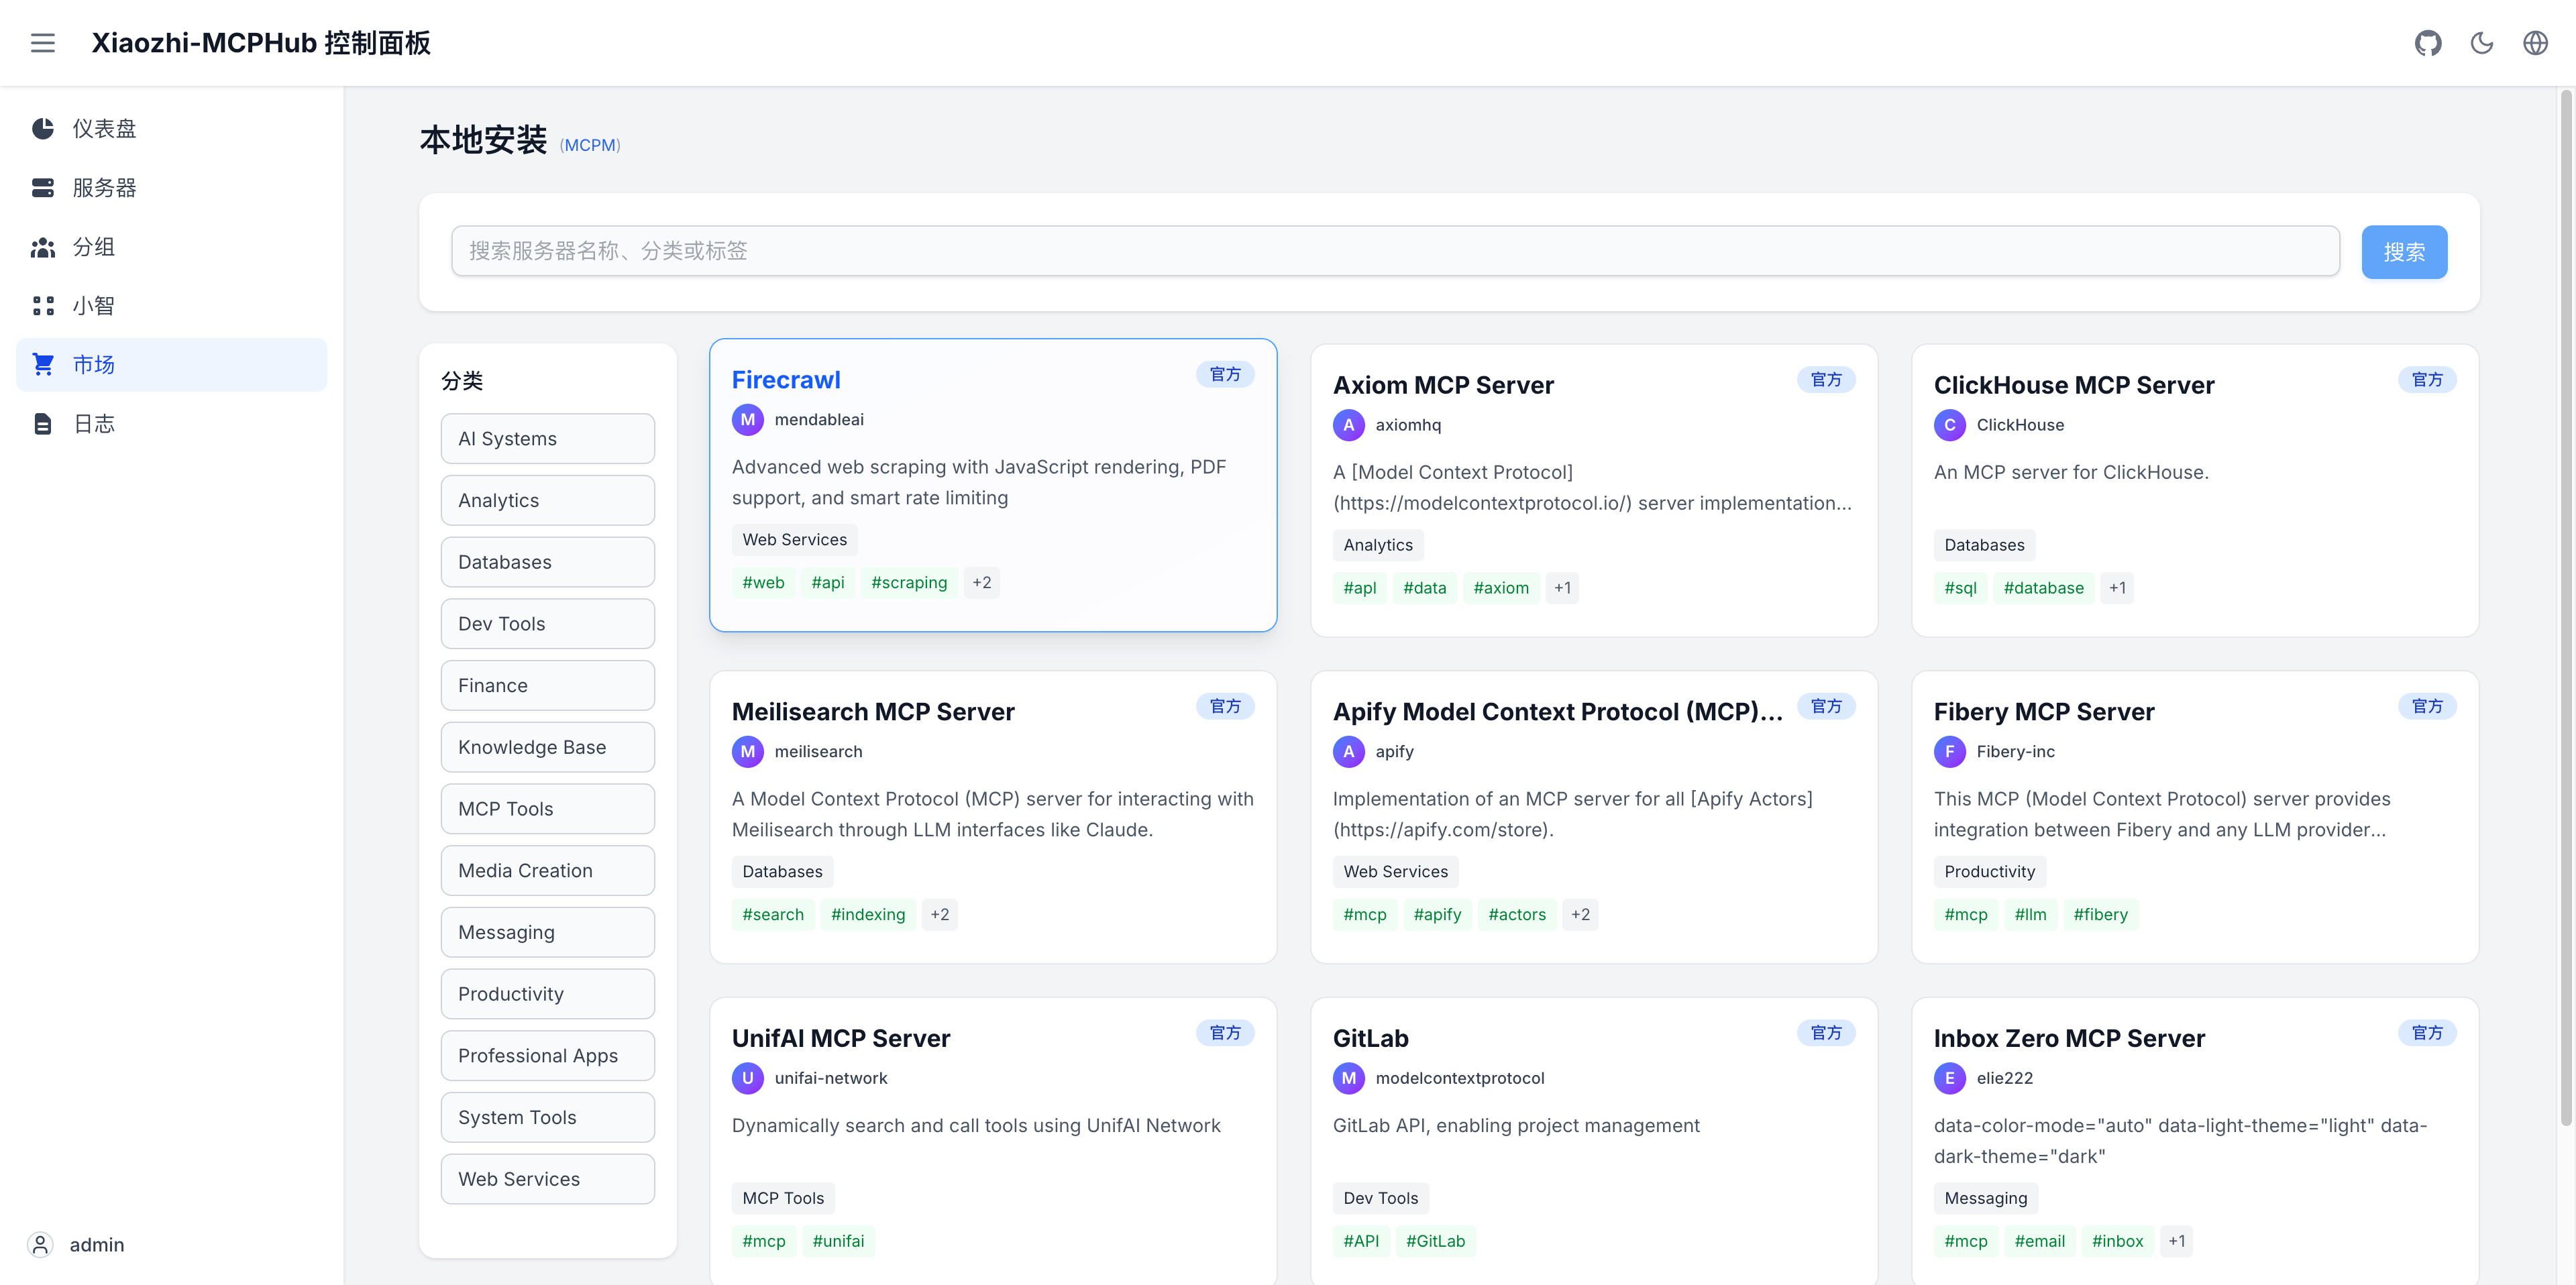 Xiaozhi-MCPHub 控制面板
仪表盘
服务器
分组
小智
市场
日志
admin
本地安装 (MCPM)
搜索服务器名称、分类或标签
搜索
分类
AI Systems
Analytics
Databases
Dev Tools
Finance
Knowledge Base
MCP Tools
Media Creation
Messaging
Productivity
Professional Apps
System Tools
Web Services
Firecrawl
官方
M mendableai
Advanced web scraping with JavaScript rendering, PDF
support, and smart rate limiting
Web Services
#web #api #scraping +2
Axiom MCP Server
官方
A axiomhq
A [Model Context Protocol]
(https://modelcontextprotocol.io/) server implementation...
Analytics
#apl #data #axiom +1
ClickHouse MCP Server
官方
C ClickHouse
An MCP server for ClickHouse.
Databases
#sql #database +1
Meilisearch MCP Server
官方
M meilisearch
A Model Context Protocol (MCP) server for interacting with
Meilisearch through LLM interfaces like Claude.
Databases
#search #indexing +2
Apify Model Context Protocol (MCP)...
官方
A apify
Implementation of an MCP server for all [Apify Actors]
(https://apify.com/store).
Web Services
#mcp #apify #actors +2
Fibery MCP Server
官方
F Fibery-inc
This MCP (Model Context Protocol) server provides
integration between Fibery and any LLM provider...
Productivity
#mcp #llm #fibery
UnifAI MCP Server
官方
U unifai-network
Dynamically search and call tools using UnifAI Network
MCP Tools
#mcp #unifai
GitLab
官方
M modelcontextprotocol
GitLab API, enabling project management
Dev Tools
#API #GitLab
Inbox Zero MCP Server
官方
E elie222
data-color-mode="auto" data-light-theme="light" data-
dark-theme="dark"
Messaging
#mcp #email #inbox +1